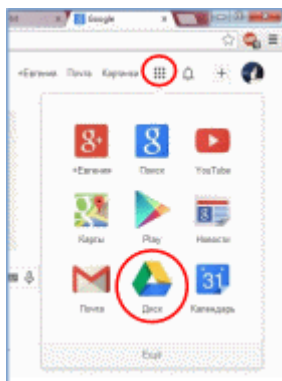 Google
+Евгения Почта Картинки
+Евгения Поиск YouTube
Карты Play Новости
31
Почта Диск Календарь
Ещё